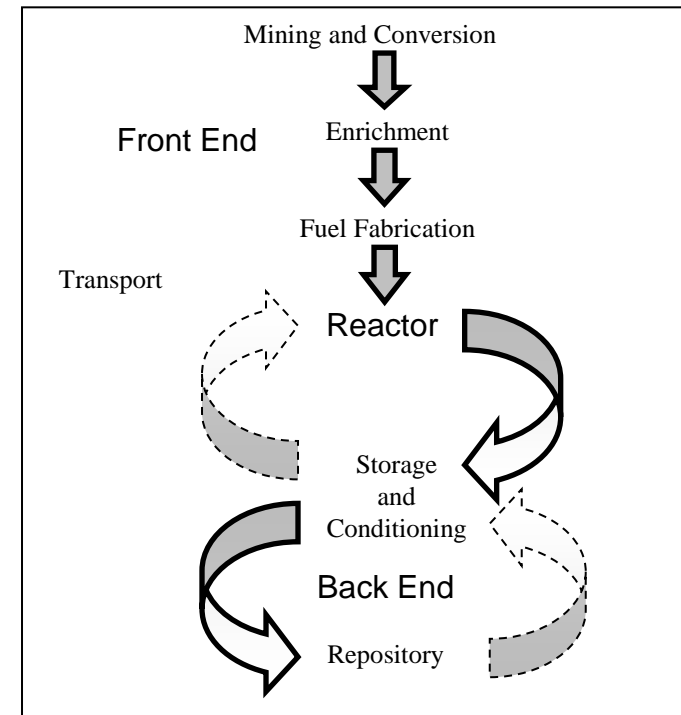 Mining and Conversion
Enrichment
Front End
Fuel Fabrication
Transport
Reactor
Storage
and
Conditioning
Back End
Repository